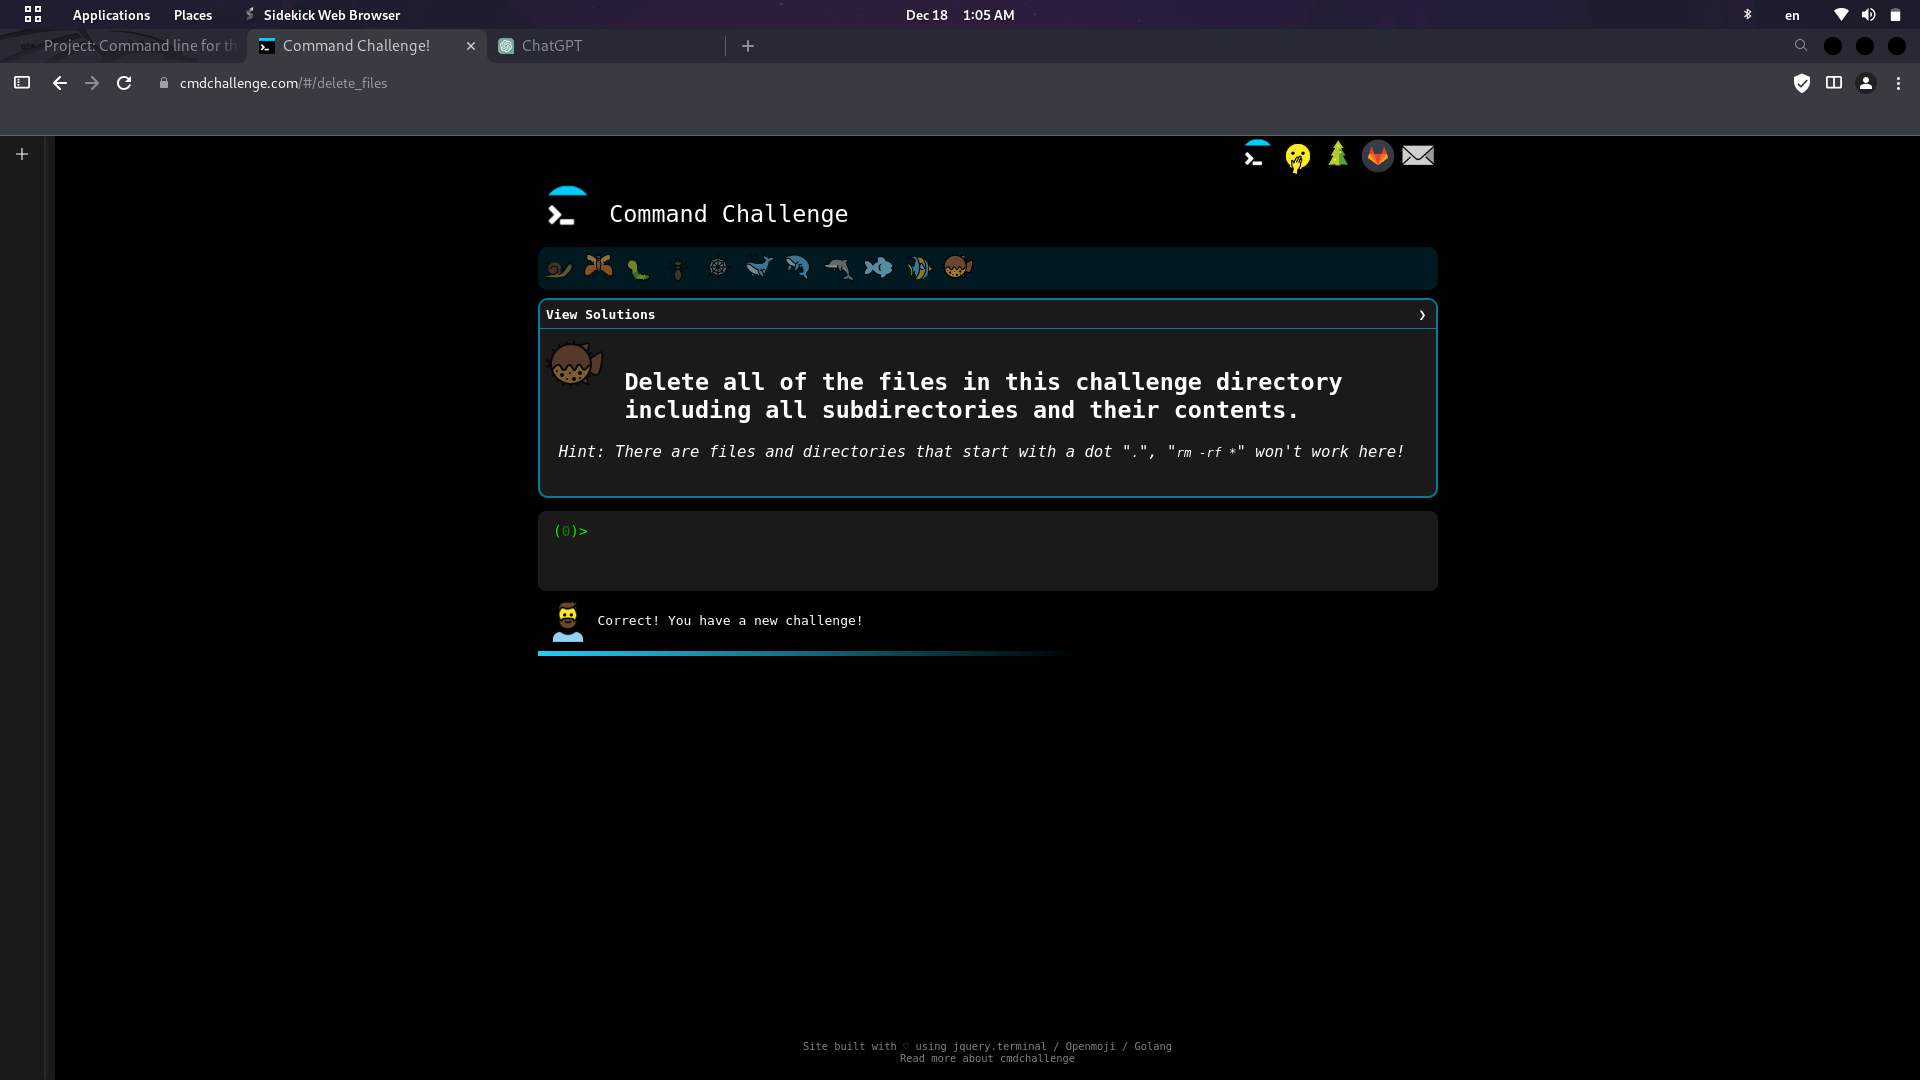 Applications Places Sidekick Web Browser Dec 18 1:05 AM en
Project: Command line for th Command Challenge! ChatGPT
cmdchallenge.com/#/delete_files
Command Challenge
View Solutions
Delete all of the files in this challenge directory
including all subdirectories and their contents.
Hint: There are files and directories that start with a dot ".", "rm -rf *" won't work here!
(0)>
Correct! You have a new challenge!
Site built with ♡ using jquery.terminal / Openmoji / Golang
Read more about cmdchallenge